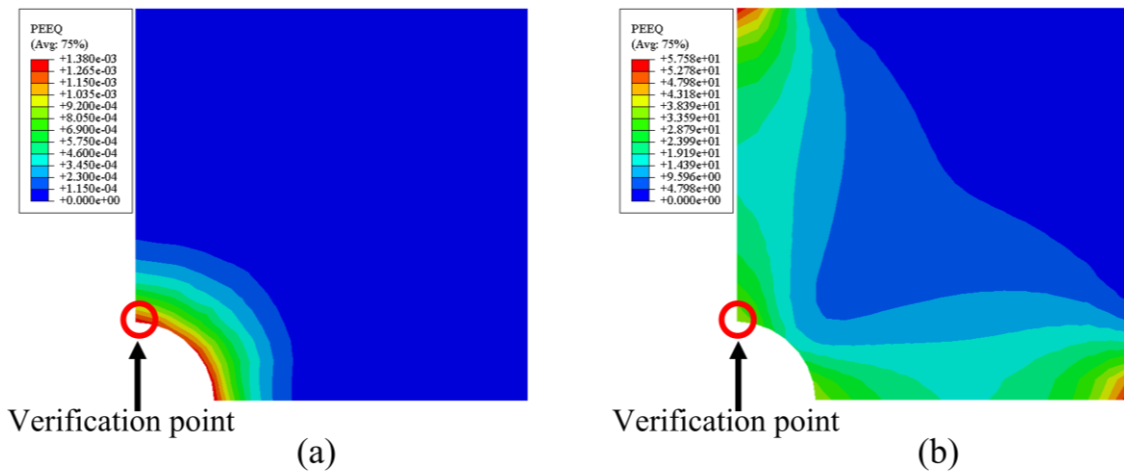 PEEQ
(Avg: 75%)
+1.380e-03
+1.265e-03
+1.150e-03
+1.035e-03
+9.200e-04
+8.050e-04
+6.900e-04
+5.750e-04
+4.600e-04
+3.450e-04
+2.300e-04
+1.150e-04
+0.000e+00
Verification point
(a)
PEEQ
(Avg: 75%)
+5.758e+01
+5.278e+01
+4.798e+01
+4.318e+01
+3.839e+01
+3.359e+01
+2.879e+01
+2.399e+01
+1.919e+01
+1.439e+01
+9.596e+00
+4.798e+00
+0.000e+00
Verification point
(b)